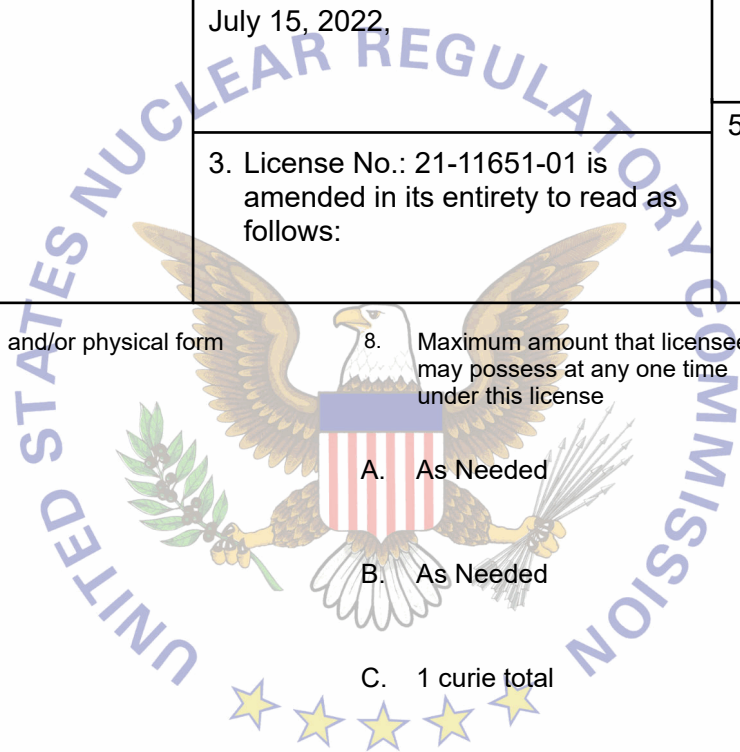 July 15, 2022,
5
3. License No.: 21-11651-01 is
amended in its entirety to read as
follows:
and/or physical form
8. Maximum amount that licensee
may possess at any one time
under this license
A. As Needed
B. As Needed
C. 1 curie total
UNITED STATES NUCLEAR REGULATORY COMMISSION